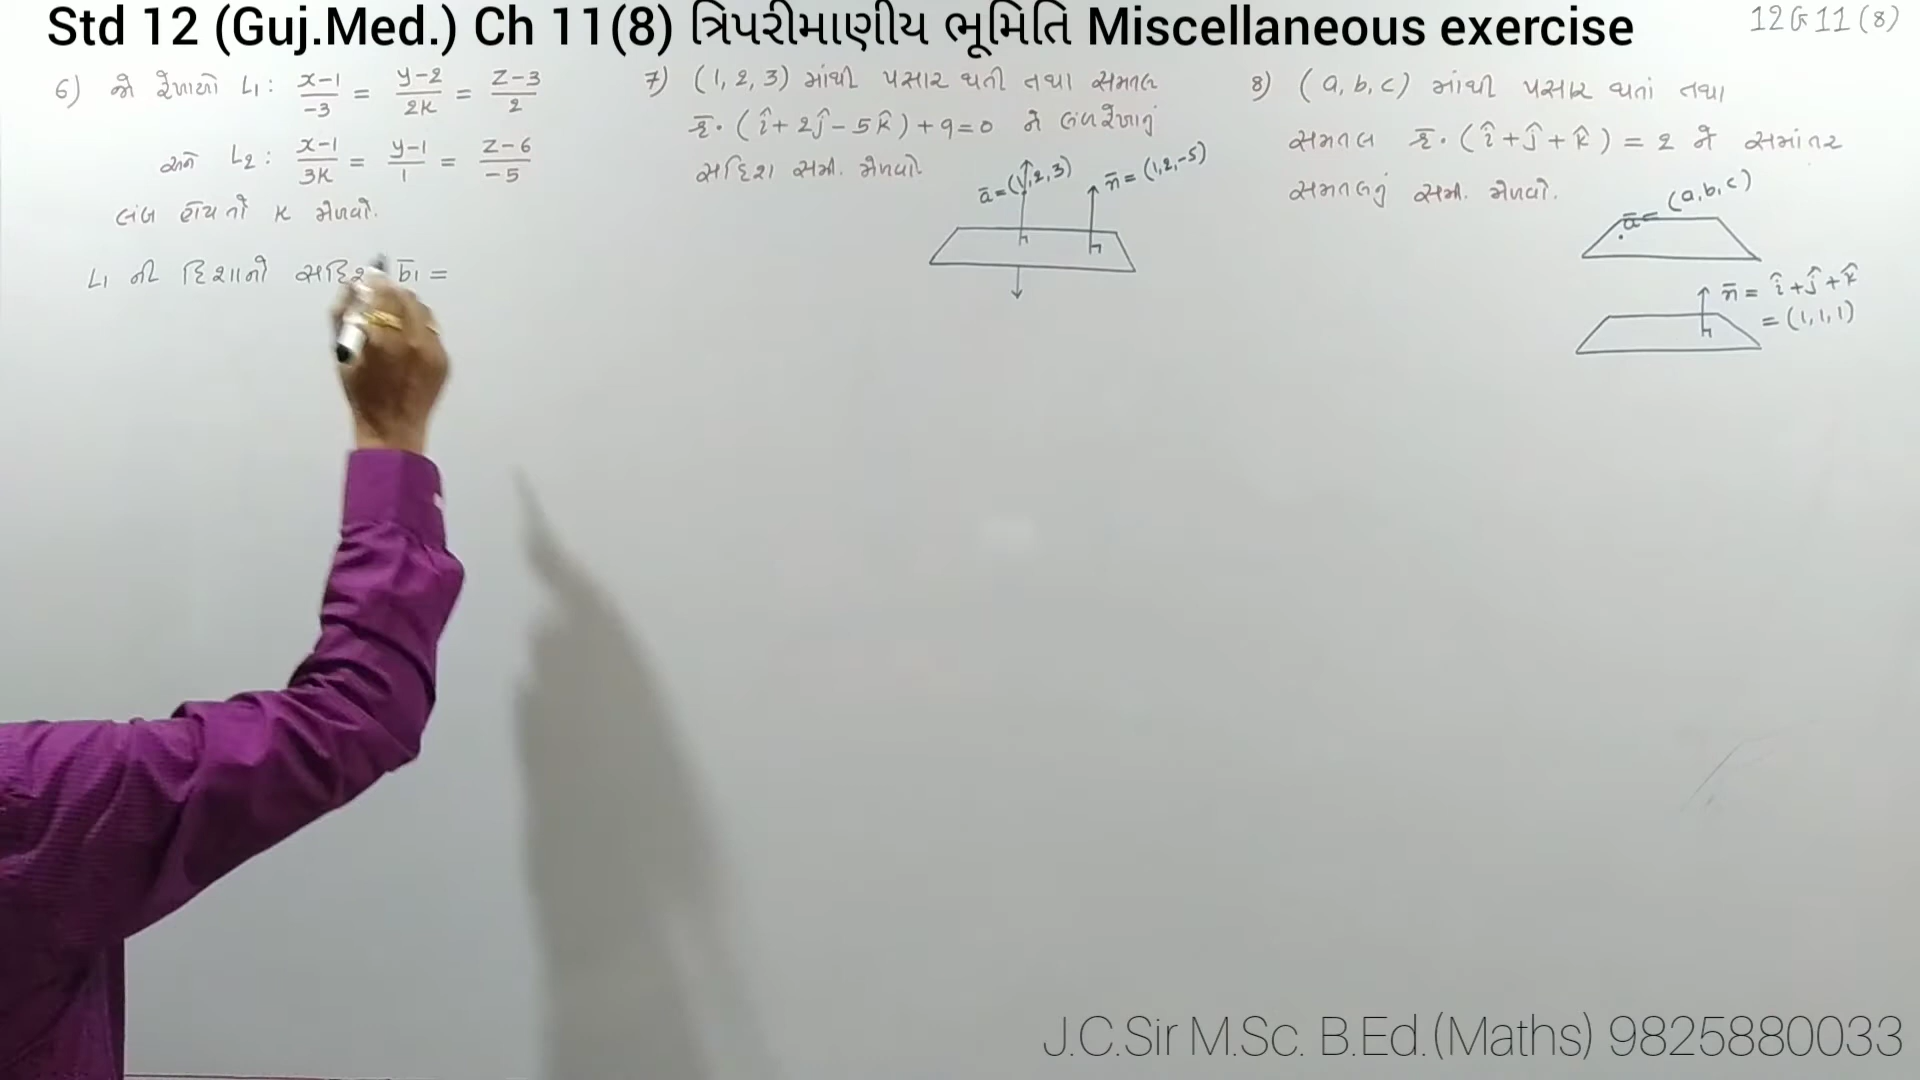 Std 12 (Guj.Med.) Ch 11(8) ત્રિપરીમાણીય ભૂમિતિ Miscellaneous exercise
12 G 11 (8)
6) જો રેખાઓ L₁ : x-1/-3 = y-2/2k = z-3/2
અને L₂ : x-1/3k = y-1/1 = z-6/-5
લંબ હોય તો k મેળવો.
L₁ ની દિશાનો સદિશ b̄₁ =
7) (1, 2, 3) માંથી પસાર થતી તથા સમતલ
r̄ · (î + 2ĵ - 5k̂) + 9 = 0 ને લંબરેખાનું
સદિશ સમી. મેળવો.
ā = (1, 2, 3)
n̄ = (1, 2, -5)
8) (a, b, c) માંથી પસાર થતાં તથા
સમતલ r̄ · (î + ĵ + k̂) = 2 ને સમાંતર
સમતલનું સમી. મેળવો.
ā = (a, b, c)
n̄ = î + ĵ + k̂
= (1, 1, 1)
J.C.Sir M.Sc. B.Ed.(Maths) 9825880033